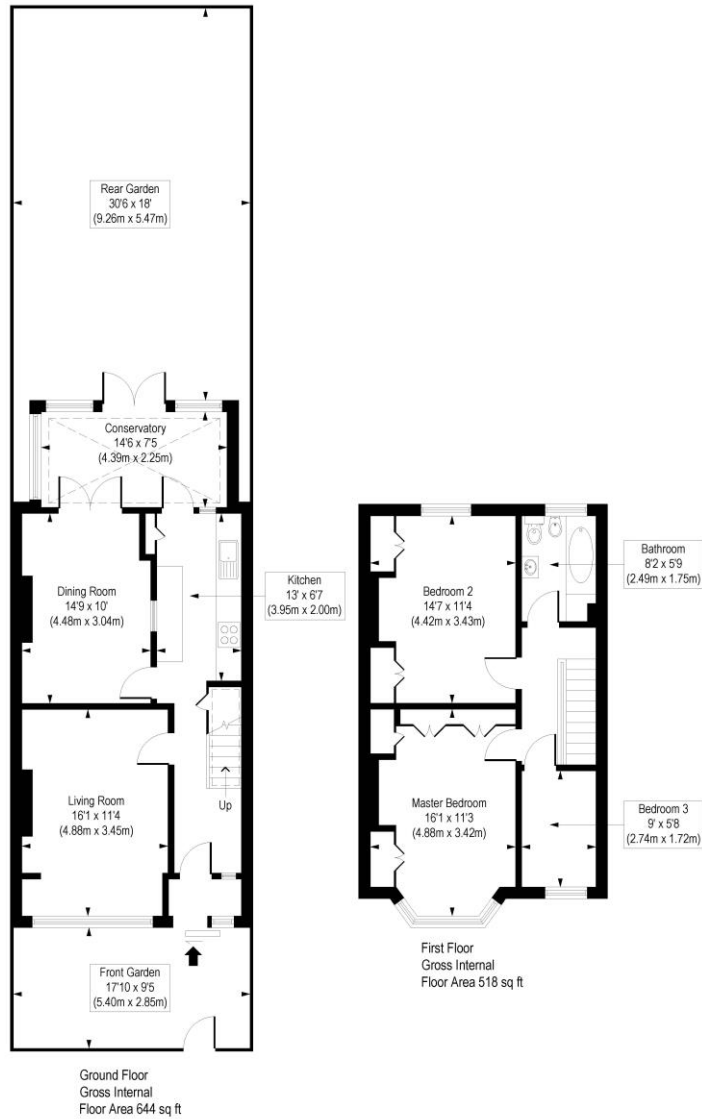 Rear Garden
30'6 x 18'
(9.26m x 5.47m)
Conservatory
14'6 x 7'5
(4.39m x 2.25m)
Dining Room
14'9 x 10'
(4.48m x 3.04m)
Kitchen
13' x 6'7
(3.95m x 2.00m)
Living Room
16'1 x 11'4
(4.88m x 3.45m)
Up
Front Garden
17'10 x 9'5
(5.40m x 2.85m)
Ground Floor
Gross Internal
Floor Area 644 sq ft
Bedroom 2
14'7 x 11'4
(4.42m x 3.43m)
Bathroom
8'2 x 5'9
(2.49m x 1.75m)
Master Bedroom
16'1 x 11'3
(4.88m x 3.42m)
Bedroom 3
9' x 5'8
(2.74m x 1.72m)
First Floor
Gross Internal
Floor Area 518 sq ft